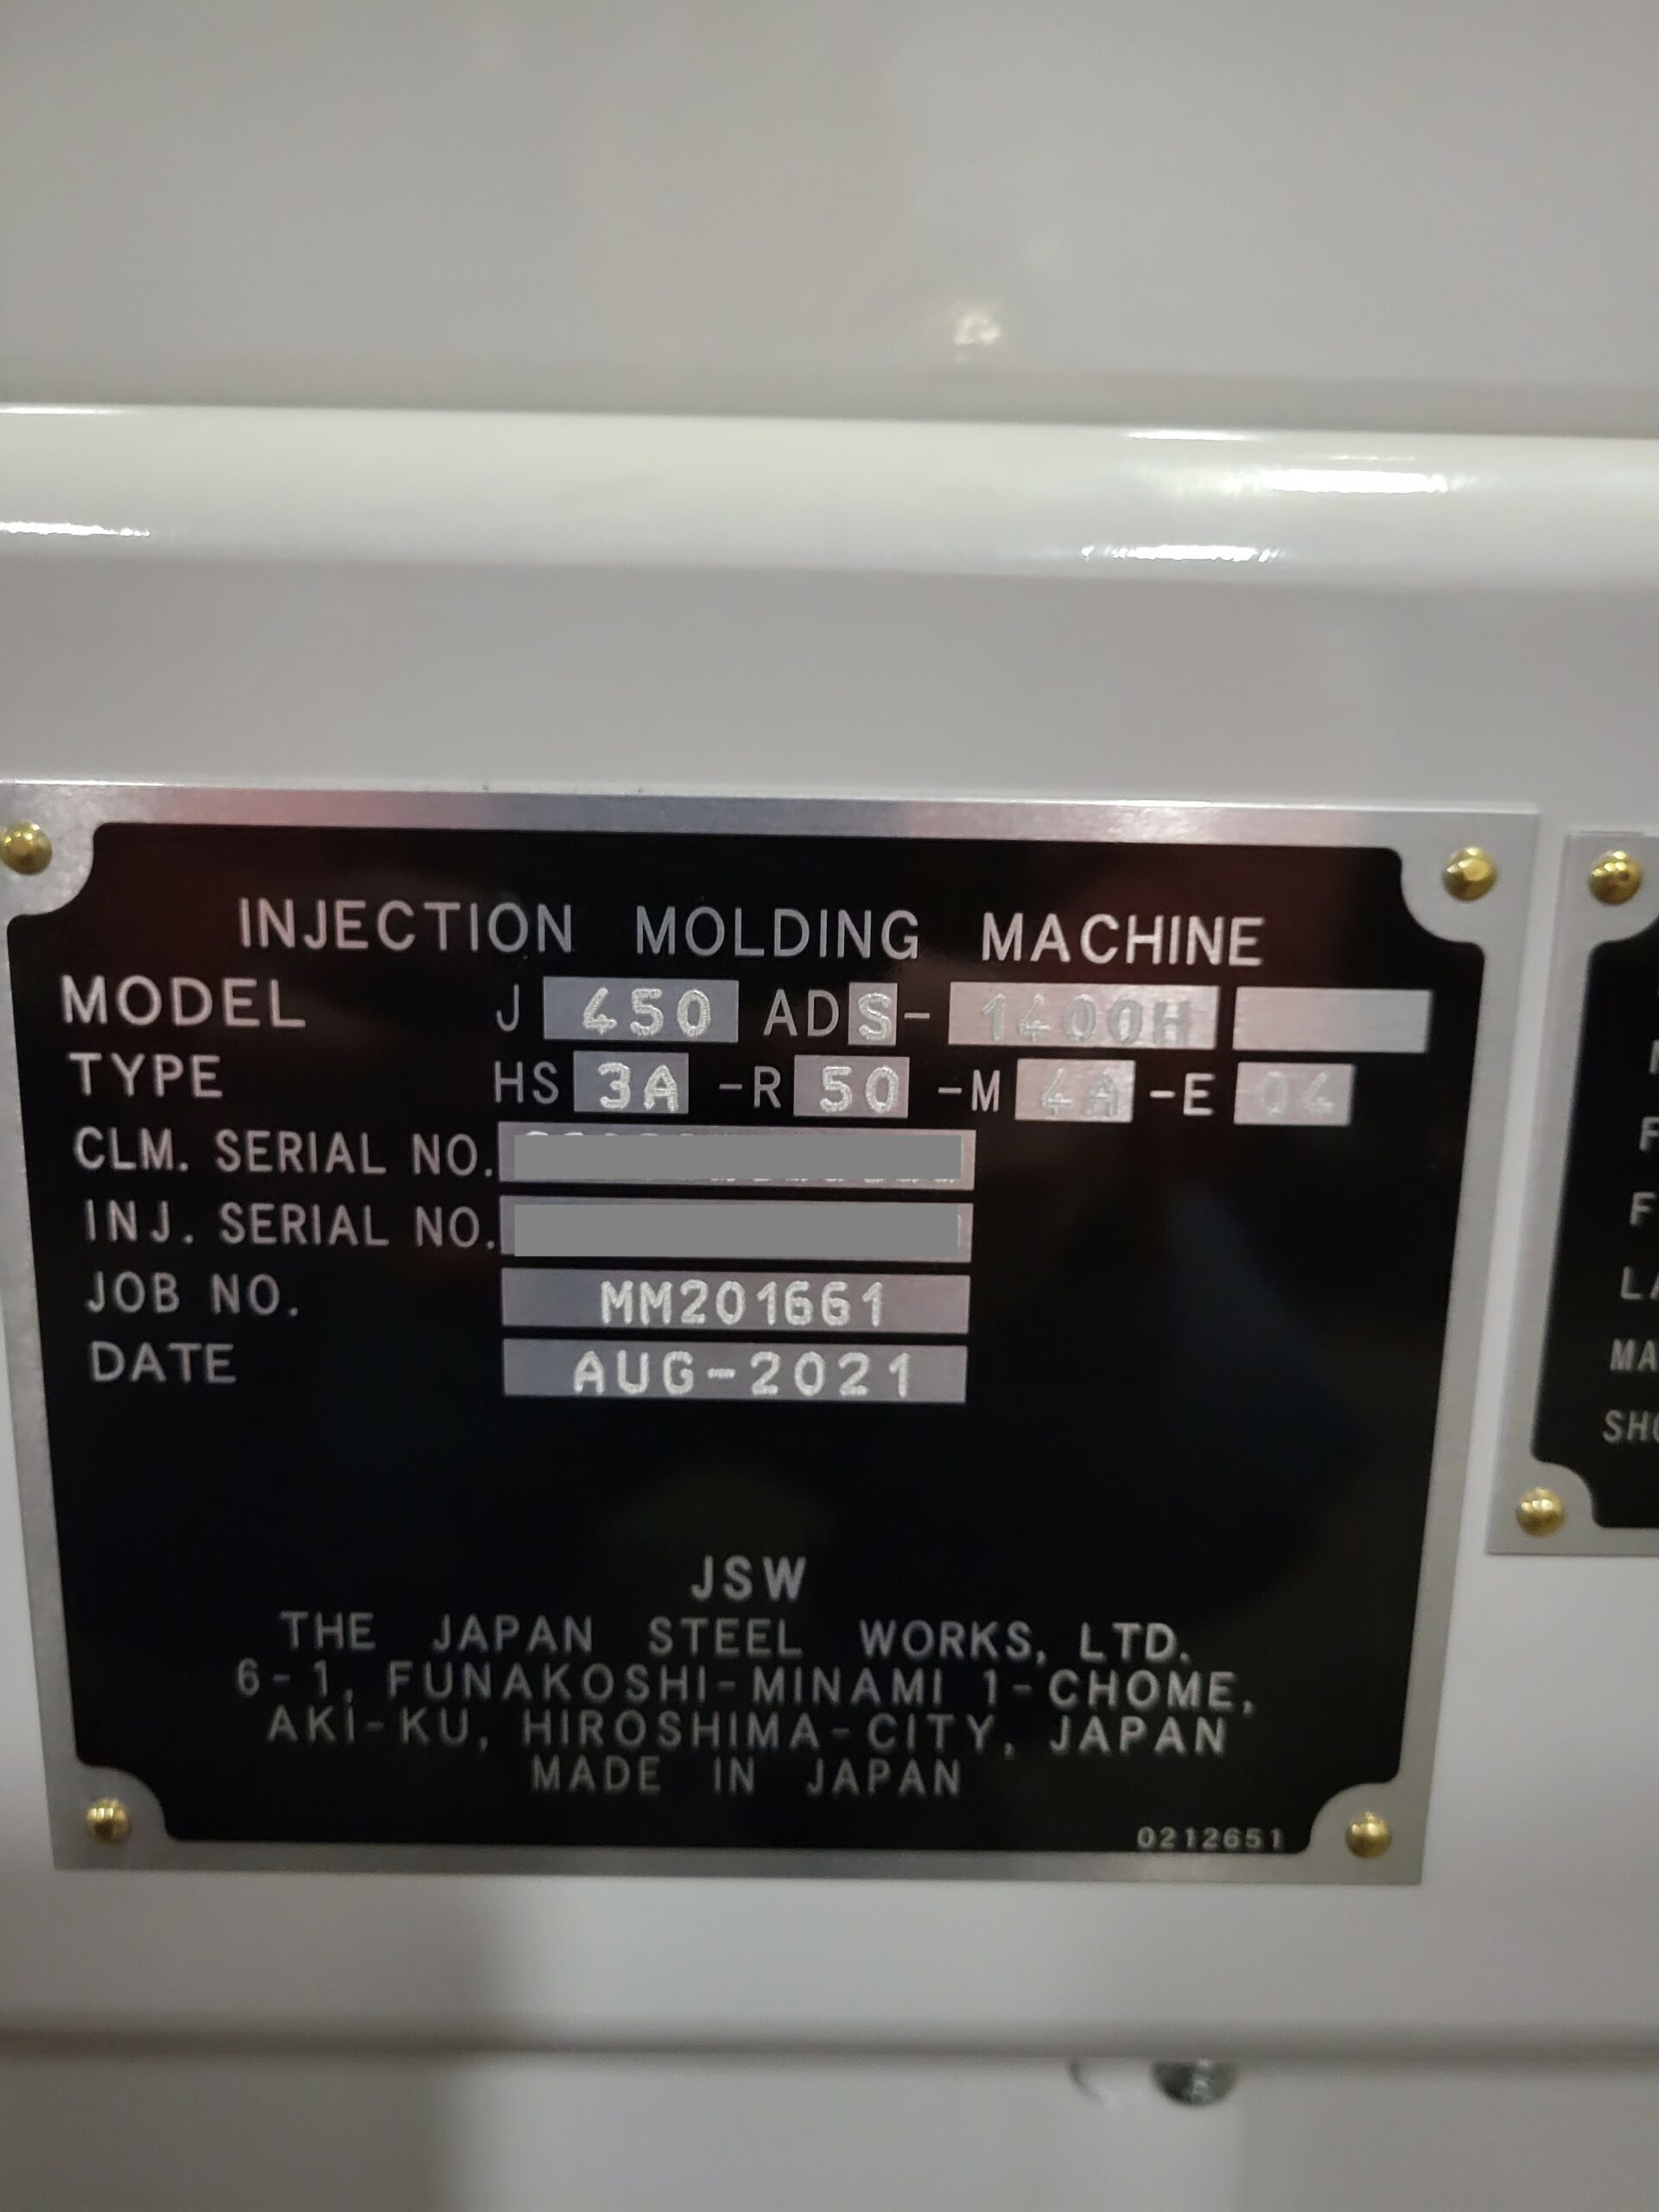 INJECTION MOLDING MACHINE
MODEL J 450 ADS- 1400H
TYPE HS 3A -R 50 -M 4A -E 04
CLM. SERIAL NO.
INJ. SERIAL NO.
JOB NO. MM201661
DATE AUG-2021
JSW
THE JAPAN STEEL WORKS, LTD.
6-1, FUNAKOSHI-MINAMI 1-CHOME,
AKI-KU, HIROSHIMA-CITY, JAPAN
MADE IN JAPAN
0212651